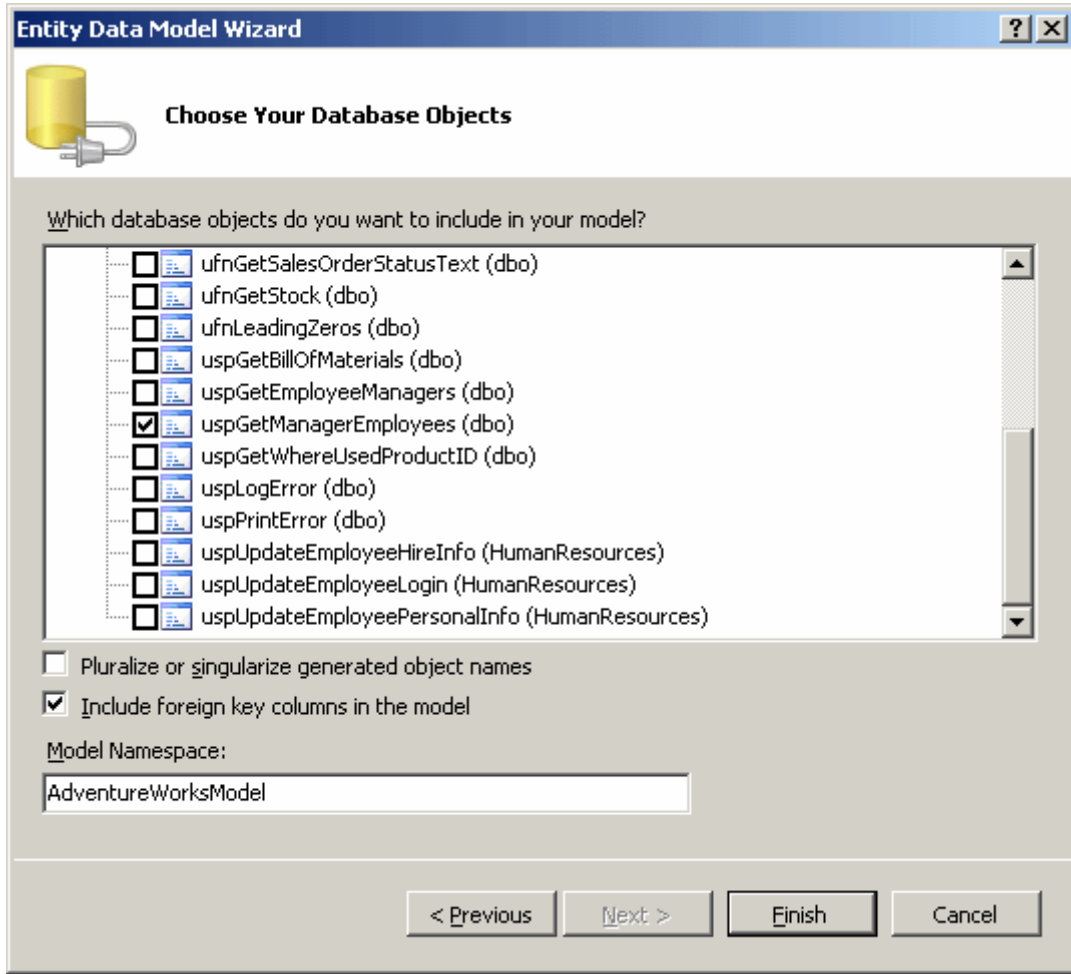 Entity Data Model Wizard
Choose Your Database Objects
Which database objects do you want to include in your model?
ufnGetSalesOrderStatusText (dbo)
ufnGetStock (dbo)
ufnLeadingZeros (dbo)
uspGetBillOfMaterials (dbo)
uspGetEmployeeManagers (dbo)
uspGetManagerEmployees (dbo)
uspGetWhereUsedProductID (dbo)
uspLogError (dbo)
uspPrintError (dbo)
uspUpdateEmployeeHireInfo (HumanResources)
uspUpdateEmployeeLogin (HumanResources)
uspUpdateEmployeePersonalInfo (HumanResources)
Pluralize or singularize generated object names
Include foreign key columns in the model
Model Namespace:
AdventureWorksModel
< Previous Next > Finish Cancel